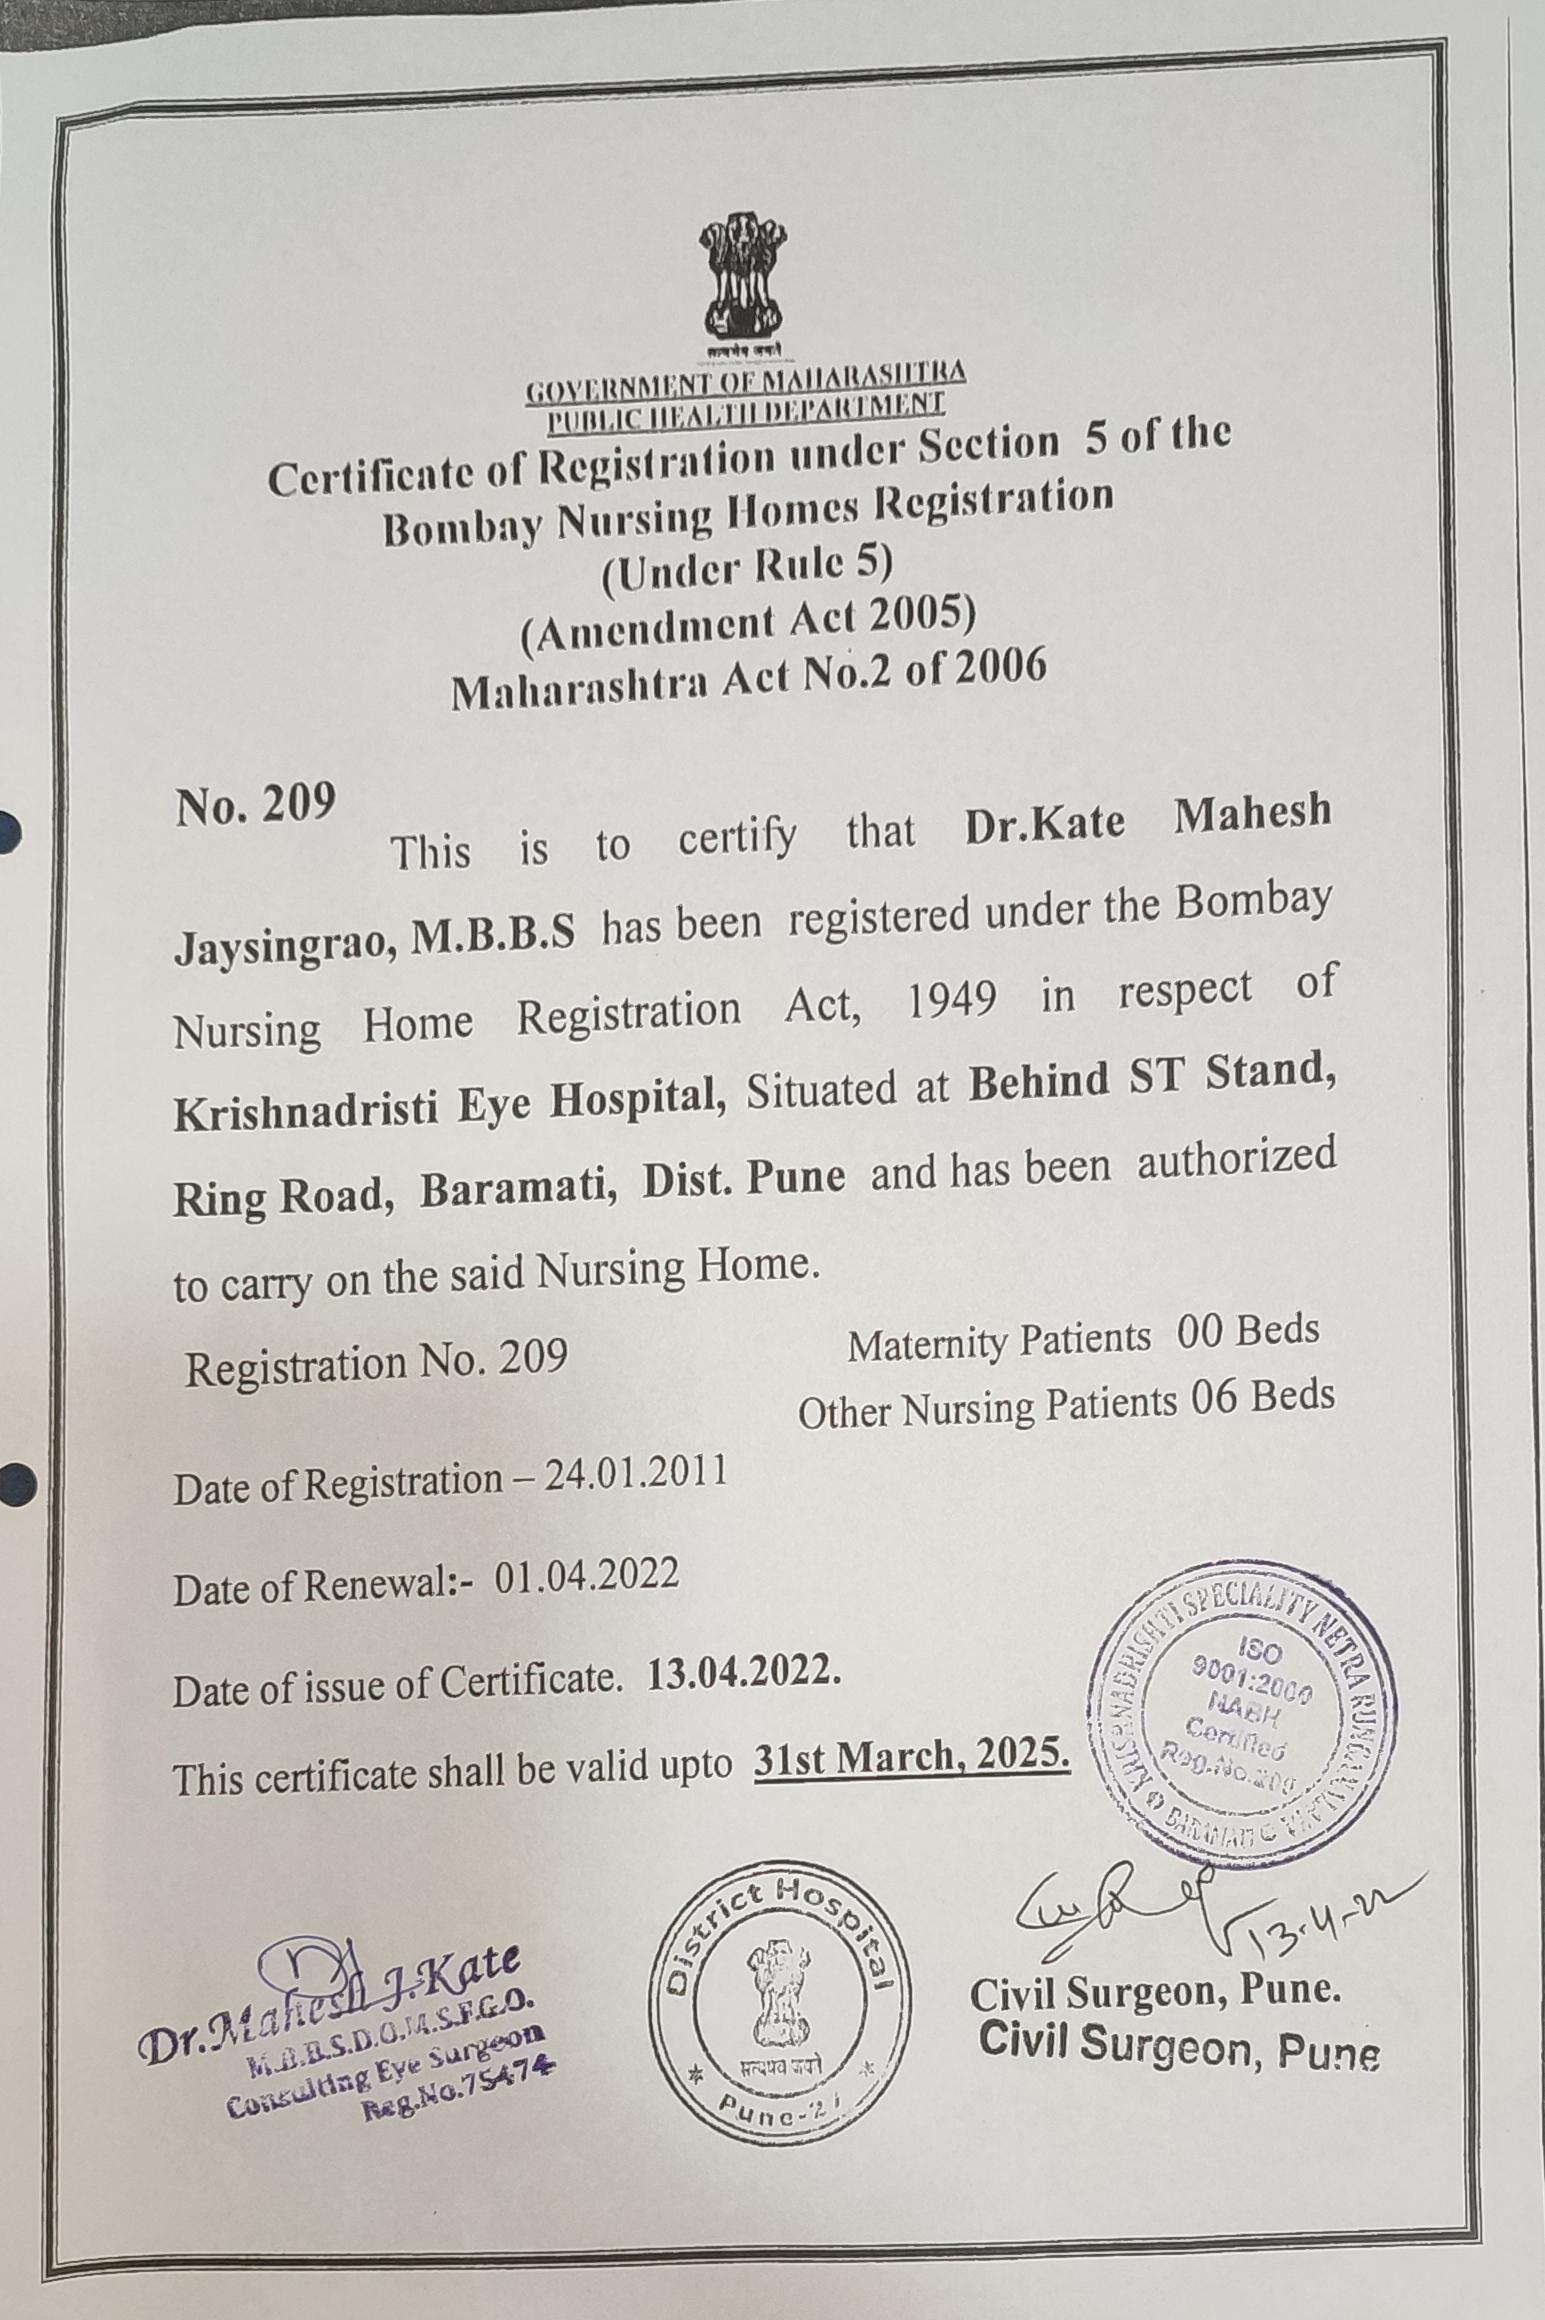 सत्यमेव जयते
GOVERNMENT OF MAHARASHTRA
PUBLIC HEALTH DEPARTMENT
Certificate of Registration under Section 5 of the
Bombay Nursing Homes Registration
(Under Rule 5)
(Amendment Act 2005)
Maharashtra Act No.2 of 2006
No. 209
This is to certify that Dr.Kate Mahesh
Jaysingrao, M.B.B.S has been registered under the Bombay
Nursing Home Registration Act, 1949 in respect of
Krishnadristi Eye Hospital, Situated at Behind ST Stand,
Ring Road, Baramati, Dist. Pune and has been authorized
to carry on the said Nursing Home.
Registration No. 209
Maternity Patients 00 Beds
Other Nursing Patients 06 Beds
Date of Registration – 24.01.2011
Date of Renewal:- 01.04.2022
Date of issue of Certificate. 13.04.2022.
This certificate shall be valid upto 31st March, 2025.
KRISHNADRISHTI SPECIALITY NETRA RUNGANALAYA
BARAMATI
ISO
9001:2000
NABH
Certified
Reg.No.209
13-4-22
Civil Surgeon, Pune.
Civil Surgeon, Pune
District Hospital
सत्यमेव जयते
Pune-27
Dr.Mahesh J.Kate
M.B.B.S.D.O.M.S.F.G.O.
Consulting Eye Surgeon
Reg.No.75474